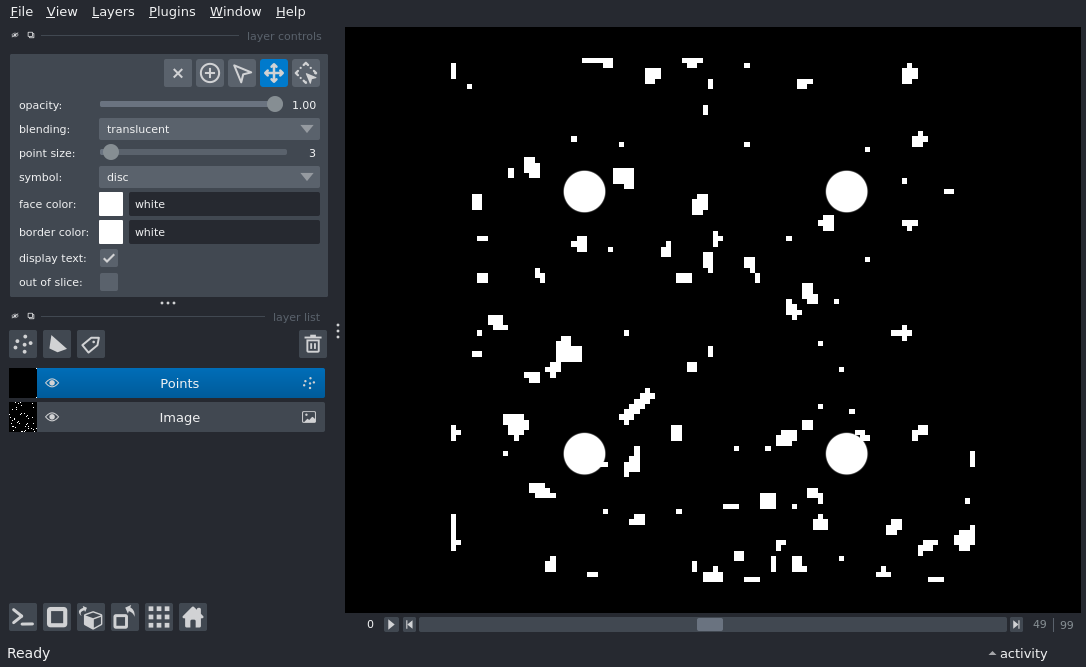 File View Layers Plugins Window Help
layer controls
opacity: 1.00
blending: translucent
point size: 3
symbol: disc
face color: white
border color: white
display text:
out of slice:
layer list
Points
Image
0 49 | 99
Ready
activity